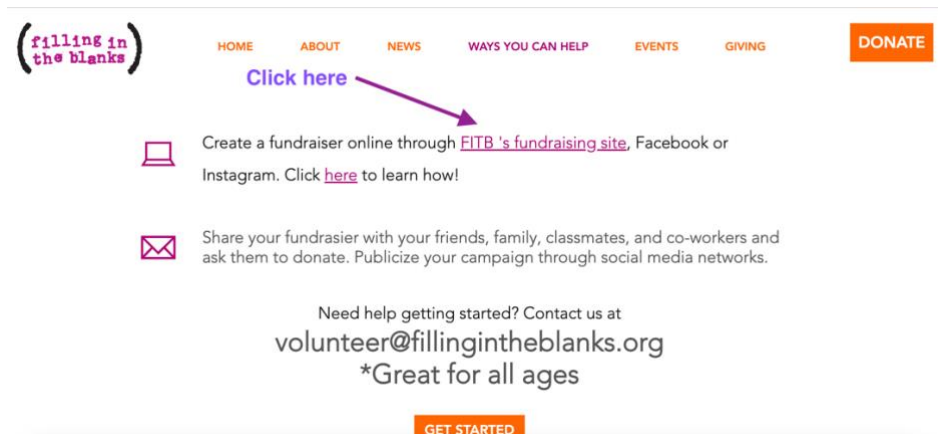 filling in
the blanks
HOME ABOUT NEWS WAYS YOU CAN HELP EVENTS GIVING DONATE
Click here
Create a fundraiser online through FITB 's fundraising site, Facebook or
Instagram. Click here to learn how!
Share your fundrasier with your friends, family, classmates, and co-workers and
ask them to donate. Publicize your campaign through social media networks.
Need help getting started? Contact us at
volunteer@fillingintheblanks.org
*Great for all ages
GET STARTED